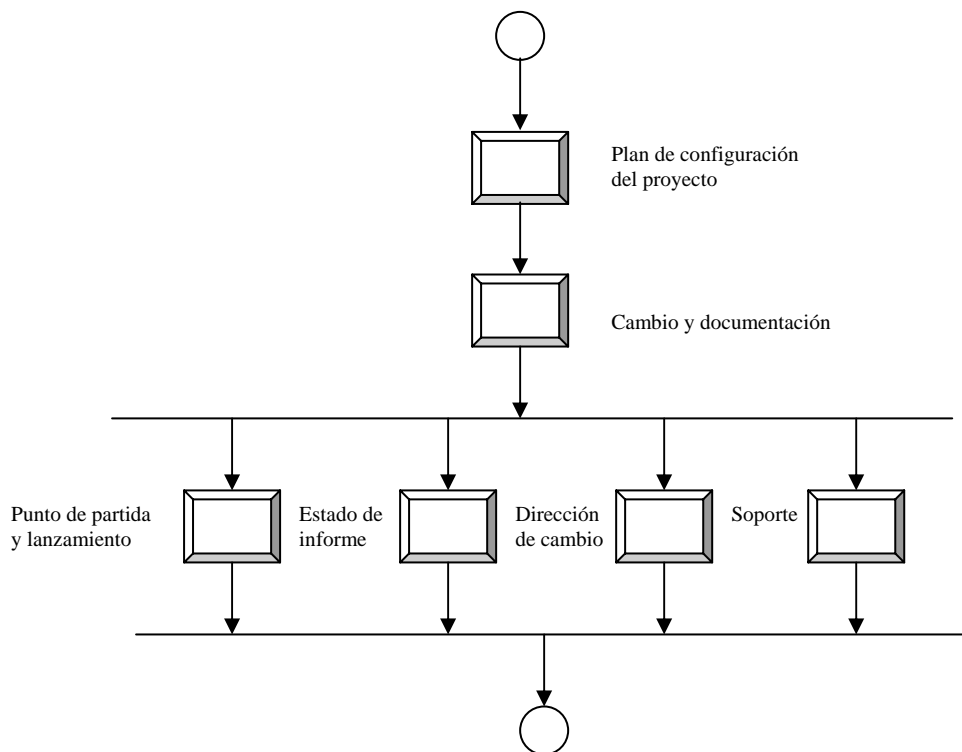 Plan de configuración
del proyecto
Cambio y documentación
Punto de partida
y lanzamiento
Estado de
informe
Dirección
de cambio
Soporte